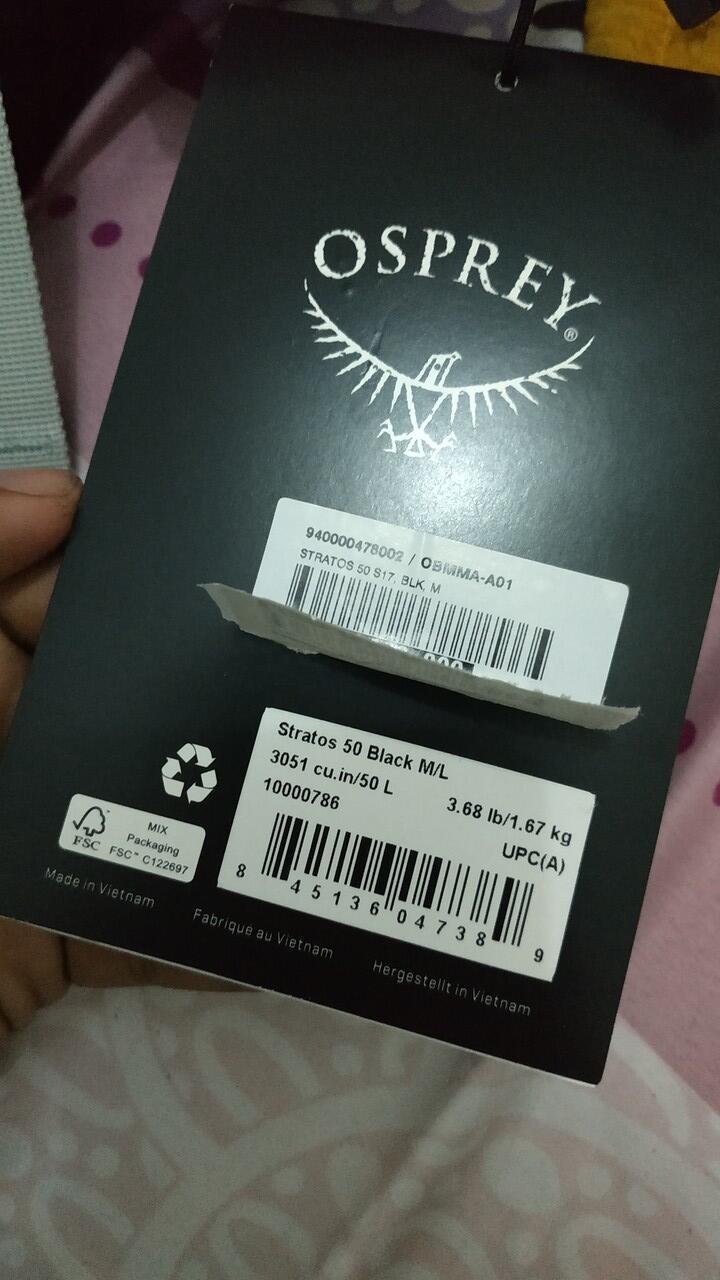 OSPREY®
940000478002 / OBMMA-A01
STRATOS 50 S17, BLK, M
Stratos 50 Black M/L
3051 cu.in/50 L
3.68 lb/1.67 kg
10000786
UPC(A)
8 45136 04738 9
FSC
MIX
Packaging
FSC™ C122697
Made in Vietnam
Fabriqué au Vietnam
Hergestellt in Vietnam